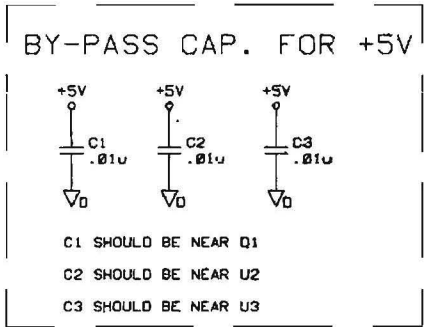 BY-PASS CAP. FOR +5V
+5V +5V +5V
C1 C2 C3
.01u .01u .01u
D D D
C1 SHOULD BE NEAR Q1
C2 SHOULD BE NEAR U2
C3 SHOULD BE NEAR U3